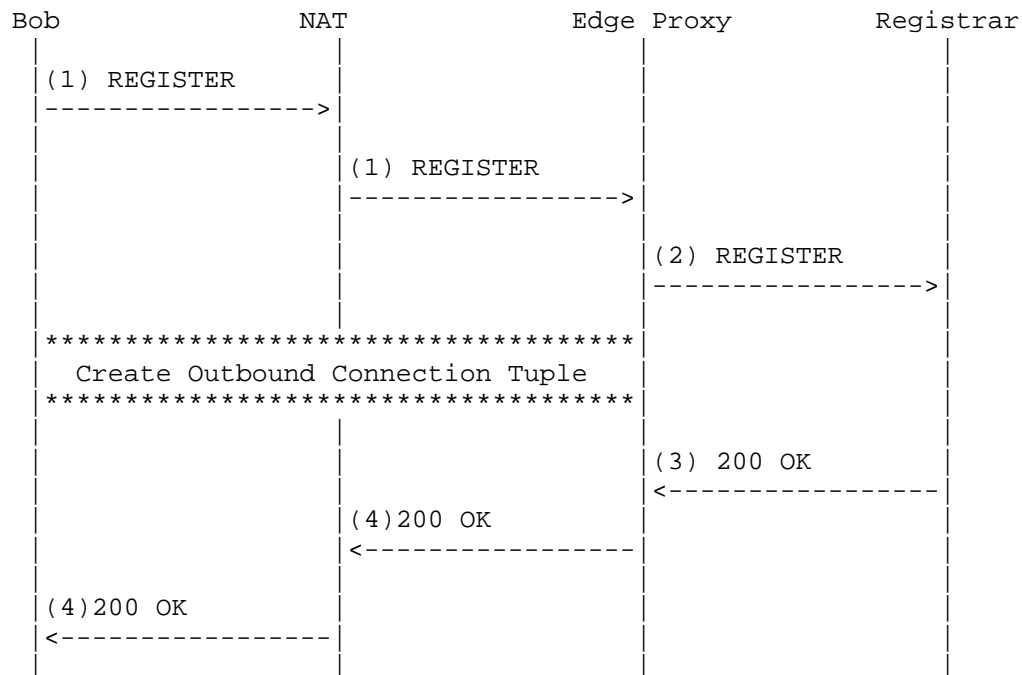 Bob NAT Edge Proxy Registrar
(1) REGISTER
(1) REGISTER
(2) REGISTER
*************************************
Create Outbound Connection Tuple
*************************************
(3) 200 OK
(4)200 OK
(4)200 OK